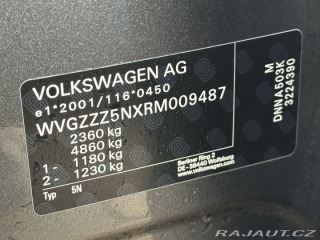 VOLKSWAGEN AG
e1*2001/116*0450
WVGZZZ5NXRM009487
2360 kg
4860 kg
1- 1180 kg
2- 1230 kg
Typ 5N
Berliner Ring 2
DE - 38440 Wolfsburg
www.volkswagen.com
M
DNNA503K
3224390
RAJAUT.CZ